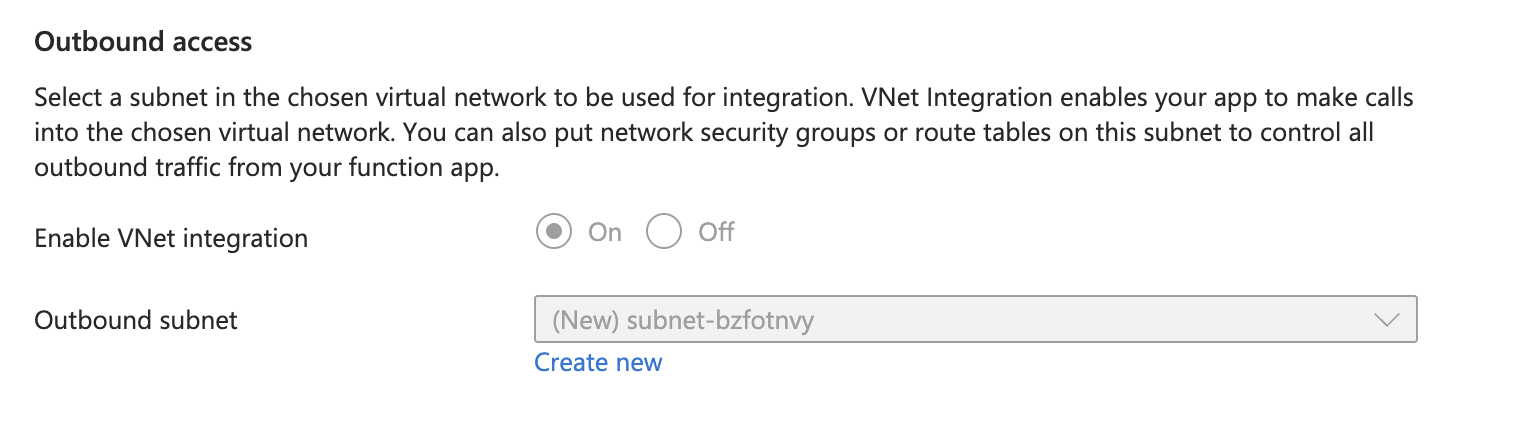 Outbound access
Select a subnet in the chosen virtual network to be used for integration. VNet Integration enables your app to make calls
into the chosen virtual network. You can also put network security groups or route tables on this subnet to control all
outbound traffic from your function app.
Enable VNet integration On Off
Outbound subnet (New) subnet-bzfotnvy
Create new